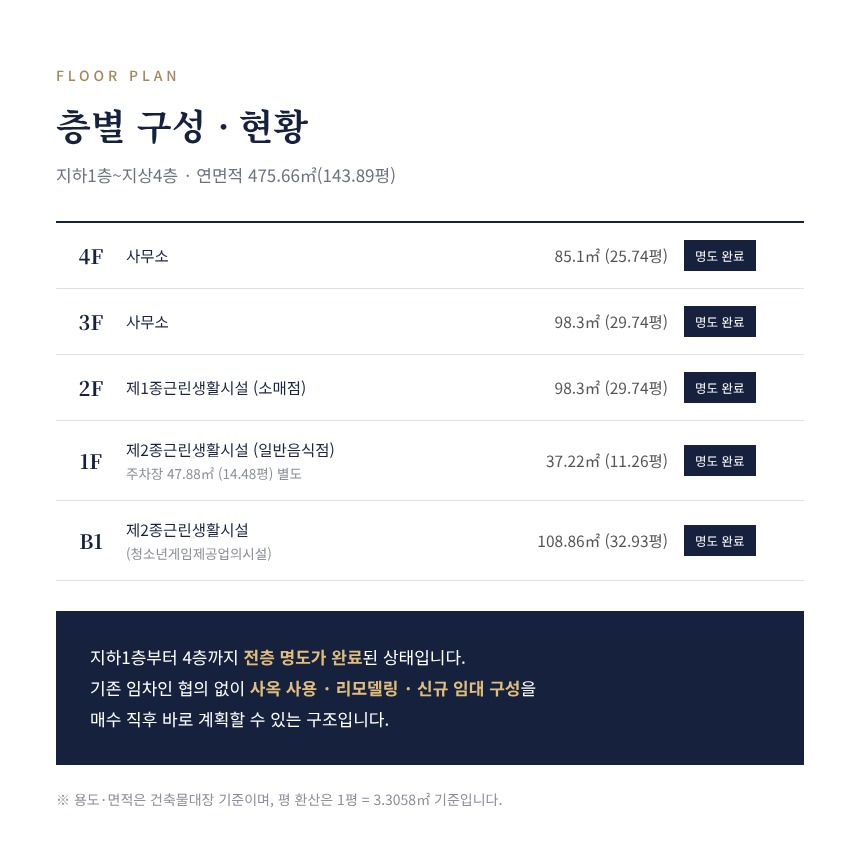 FLOOR PLAN
층별 구성 · 현황
지하1층~지상4층 · 연면적 475.66㎡(143.89평)
4F 사무소 85.1㎡ (25.74평) 명도 완료
3F 사무소 98.3㎡ (29.74평) 명도 완료
2F 제1종근린생활시설 (소매점) 98.3㎡ (29.74평) 명도 완료
1F 제2종근린생활시설 (일반음식점) 37.22㎡ (11.26평) 명도 완료
주차장 47.88㎡ (14.48평) 별도
B1 제2종근린생활시설 108.86㎡ (32.93평) 명도 완료
(청소년게임제공업의시설)
지하1층부터 4층까지 전층 명도가 완료된 상태입니다.
기존 임차인 협의 없이 사옥 사용 · 리모델링 · 신규 임대 구성을
매수 직후 바로 계획할 수 있는 구조입니다.
※ 용도·면적은 건축물대장 기준이며, 평 환산은 1평 = 3.3058㎡ 기준입니다.